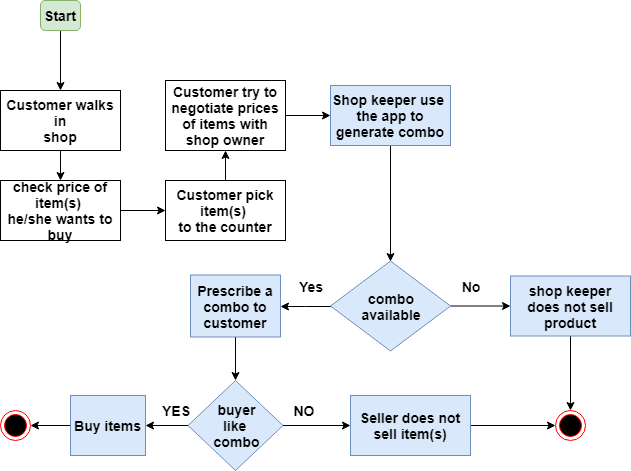 Start
Customer walks
in
shop
check price of
item(s)
he/she wants to
buy
Customer pick
item(s)
to the counter
Customer try to
negotiate prices
of items with
shop owner
Shop keeper use
the app to
generate combo
combo
available
Yes
No
Prescribe a
combo to
customer
shop keeper
does not sell
product
buyer
like
combo
YES
NO
Buy items
Seller does not
sell item(s)